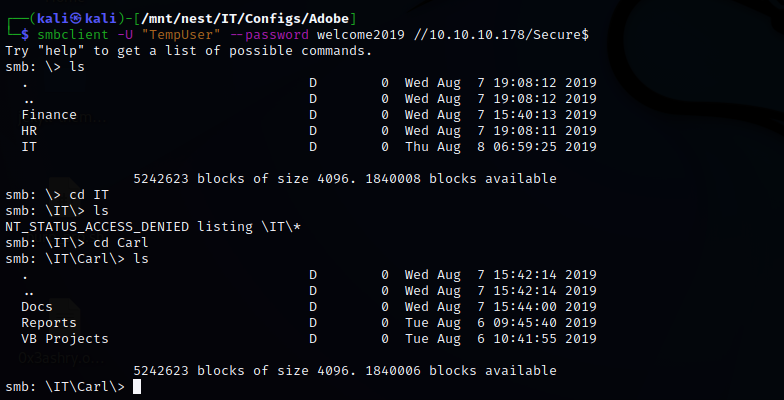 ┌──(kali㉿kali)-[/mnt/nest/IT/Configs/Adobe]
└─$ smbclient -U "TempUser" --password welcome2019 //10.10.10.178/Secure$
Try "help" to get a list of possible commands.
smb: \> ls
  .                                   D        0  Wed Aug  7 19:08:12 2019
  ..                                  D        0  Wed Aug  7 19:08:12 2019
  Finance                             D        0  Wed Aug  7 15:40:13 2019
  HR                                  D        0  Wed Aug  7 19:08:11 2019
  IT                                  D        0  Thu Aug  8 06:59:25 2019
                5242623 blocks of size 4096. 1840008 blocks available
smb: \> cd IT
smb: \IT\> ls
NT_STATUS_ACCESS_DENIED listing \IT\*
smb: \IT\> cd Carl
smb: \IT\Carl\> ls
  .                                   D        0  Wed Aug  7 15:42:14 2019
  ..                                  D        0  Wed Aug  7 15:42:14 2019
  Docs                                D        0  Wed Aug  7 15:44:00 2019
  Reports                             D        0  Tue Aug  6 09:45:40 2019
  VB Projects                         D        0  Tue Aug  6 10:41:55 2019
                5242623 blocks of size 4096. 1840006 blocks available
smb: \IT\Carl\>